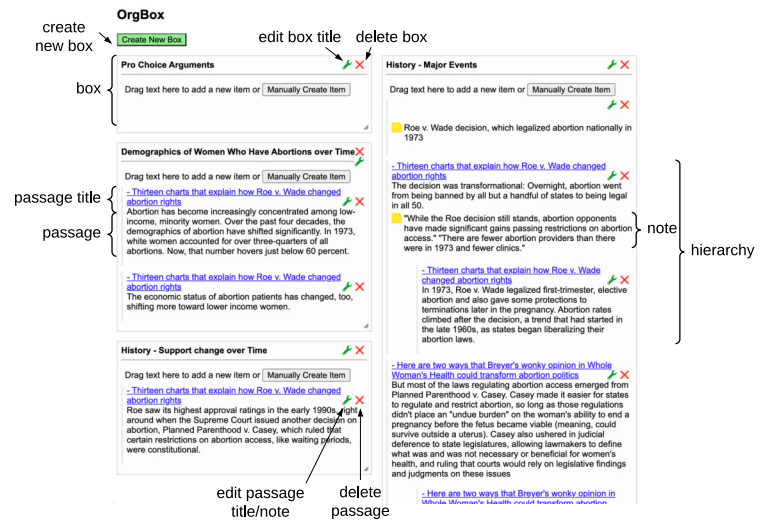 OrgBox
create
new box
Create New Box
edit box title
delete box
box
Pro Choice Arguments
Drag text here to add a new item or Manually Create Item
Demographics of Women Who Have Abortions over Time
Drag text here to add a new item or Manually Create Item
passage title
- Thirteen charts that explain how Roe v. Wade changed
abortion rights
passage
Abortion has become increasingly concentrated among low-
income, minority women. Over the past four decades, the
demographics of abortion have shifted significantly. In 1973,
white women accounted for over three-quarters of all
abortions. Now, that number hovers just below 60 percent.
- Thirteen charts that explain how Roe v. Wade changed
abortion rights
The economic status of abortion patients has changed, too,
shifting more toward lower income women.
History - Support change over Time
Drag text here to add a new item or Manually Create Item
- Thirteen charts that explain how Roe v. Wade changed
abortion rights
Roe saw its highest approval ratings in the early 1990s, right
around when the Supreme Court issued another decision on
abortion, Planned Parenthood v. Casey, which ruled that
certain restrictions on abortion access, like waiting periods,
were constitutional.
edit passage
title/note
delete
passage
History - Major Events
Drag text here to add a new item or Manually Create Item
Roe v. Wade decision, which legalized abortion nationally in
1973
- Thirteen charts that explain how Roe v. Wade changed
abortion rights
The decision was transformational: Overnight, abortion went
from being banned by all but a handful of states to being legal
in all 50.
"While the Roe decision still stands, abortion opponents
have made significant gains passing restrictions on abortion
access." "There are fewer abortion providers than there
were in 1973 and fewer clinics."
note
hierarchy
- Thirteen charts that explain how Roe v. Wade
changed abortion rights
In 1973, Roe v. Wade legalized first-trimester, elective
abortion and also gave some protections to
terminations later in the pregnancy. Abortion rates
climbed after the decision, a trend that had started in
the late 1960s, as states began liberalizing their
abortion laws.
- Here are two ways that Breyer's wonky opinion in Whole
Woman's Health could transform abortion politics
But most of the laws regulating abortion access emerged from
Planned Parenthood v. Casey. Casey made it easier for states
to regulate and restrict abortion, so long as those regulations
didn't place an "undue burden" on the woman's ability to end a
pregnancy before the fetus became viable (meaning, could
survive outside a uterus). Casey also ushered in judicial
deference to state legislatures, allowing lawmakers to define
what was and was not necessary or beneficial for women's
health, and ruling that courts would rely on legislative findings
and judgments on these issues
- Here are two ways that Breyer's wonky opinion in
Whole Woman's Health could transform abortion